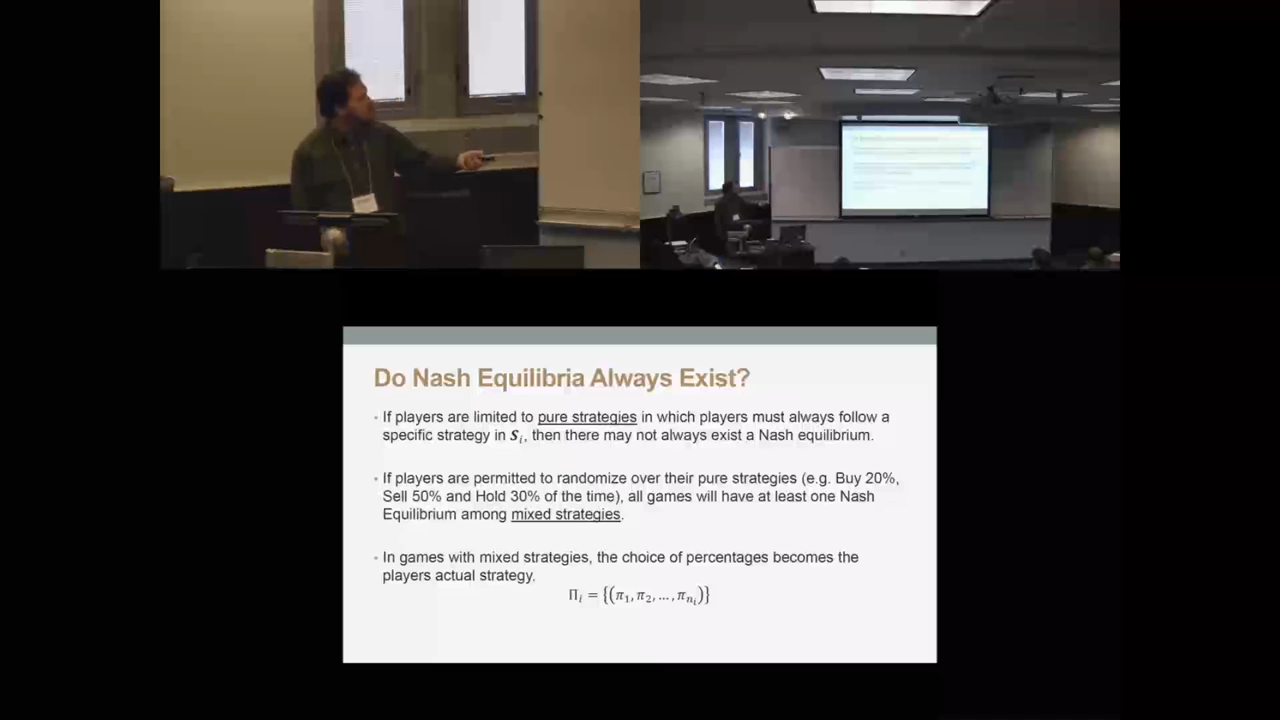 Do Nash Equilibria Always Exist?
• If players are limited to pure strategies in which players must always follow a
specific strategy in Sᵢ, then there may not always exist a Nash equilibrium.
• If players are permitted to randomize over their pure strategies (e.g. Buy 20%,
Sell 50% and Hold 30% of the time), all games will have at least one Nash
Equilibrium among mixed strategies.
• In games with mixed strategies, the choice of percentages becomes the
players actual strategy,
Πᵢ = {(π₁, π₂, …, πₙᵢ)}